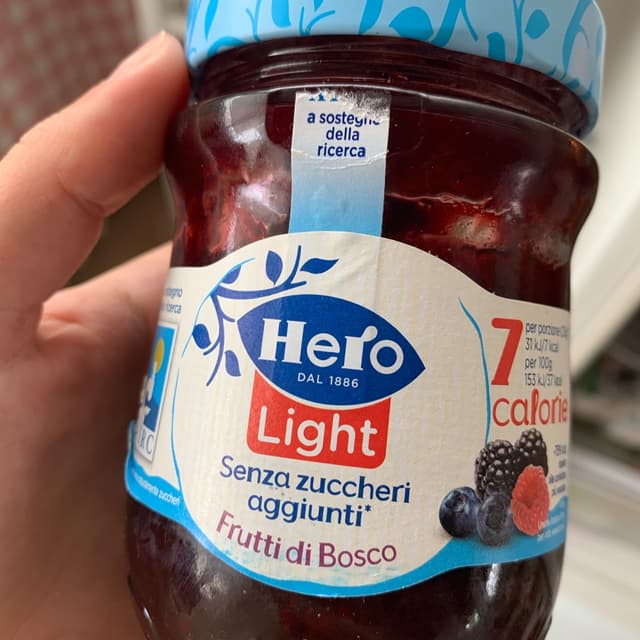 a sostegno
della
ricerca
Hero
DAL 1886
Light
Senza zuccheri
aggiunti*
Frutti di Bosco
7
per porzione
31 kJ/7 kcal
per 100g
153 kJ/37 kcal
calorie
zuccheri